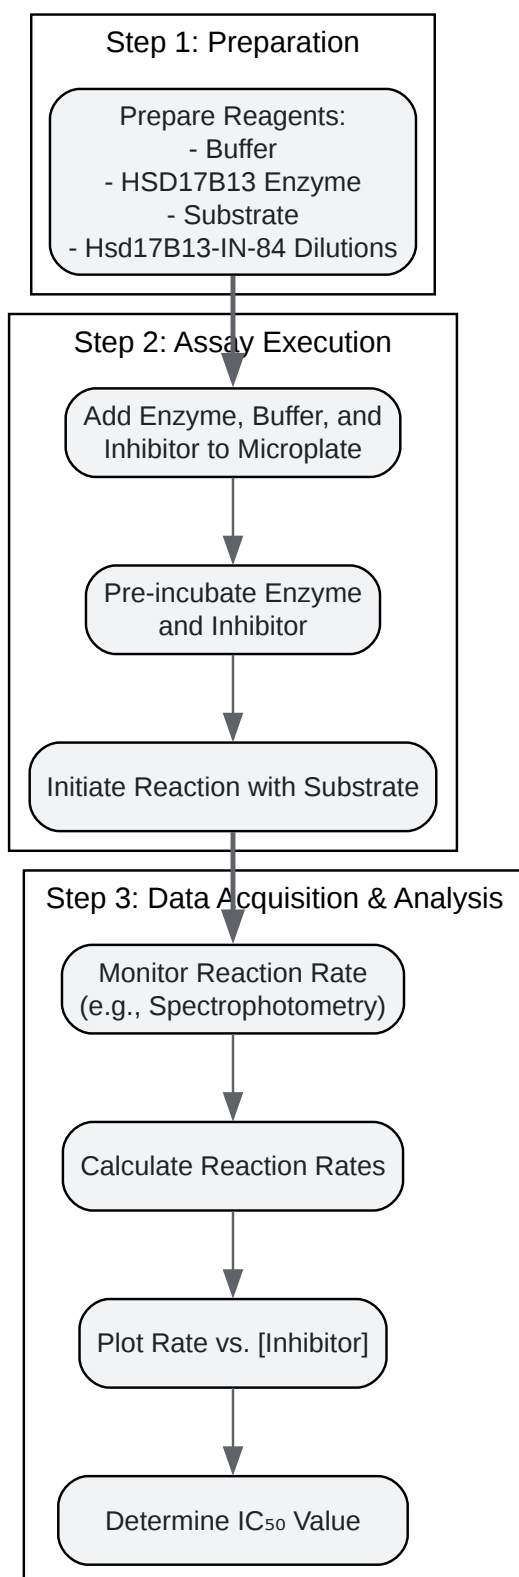 Step 1: Preparation
Prepare Reagents:
- Buffer
- HSD17B13 Enzyme
- Substrate
- Hsd17B13-IN-84 Dilutions
Step 2: Assay Execution
Add Enzyme, Buffer, and
Inhibitor to Microplate
Pre-incubate Enzyme
and Inhibitor
Initiate Reaction with Substrate
Step 3: Data Acquisition & Analysis
Monitor Reaction Rate
(e.g., Spectrophotometry)
Calculate Reaction Rates
Plot Rate vs. [Inhibitor]
Determine IC₅₀ Value